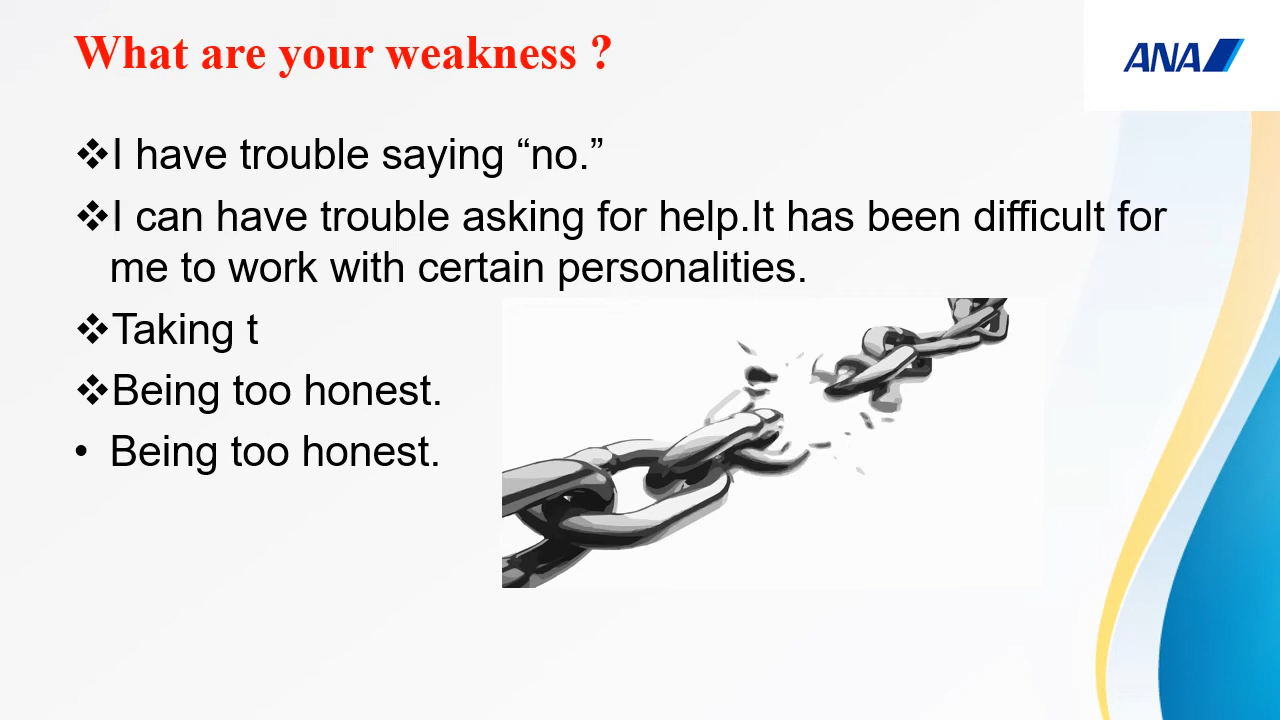 What are your weakness ?
ANA
❖I have trouble saying “no.”
❖I can have trouble asking for help.It has been difficult for
me to work with certain personalities.
❖Taking t
❖Being too honest.
• Being too honest.